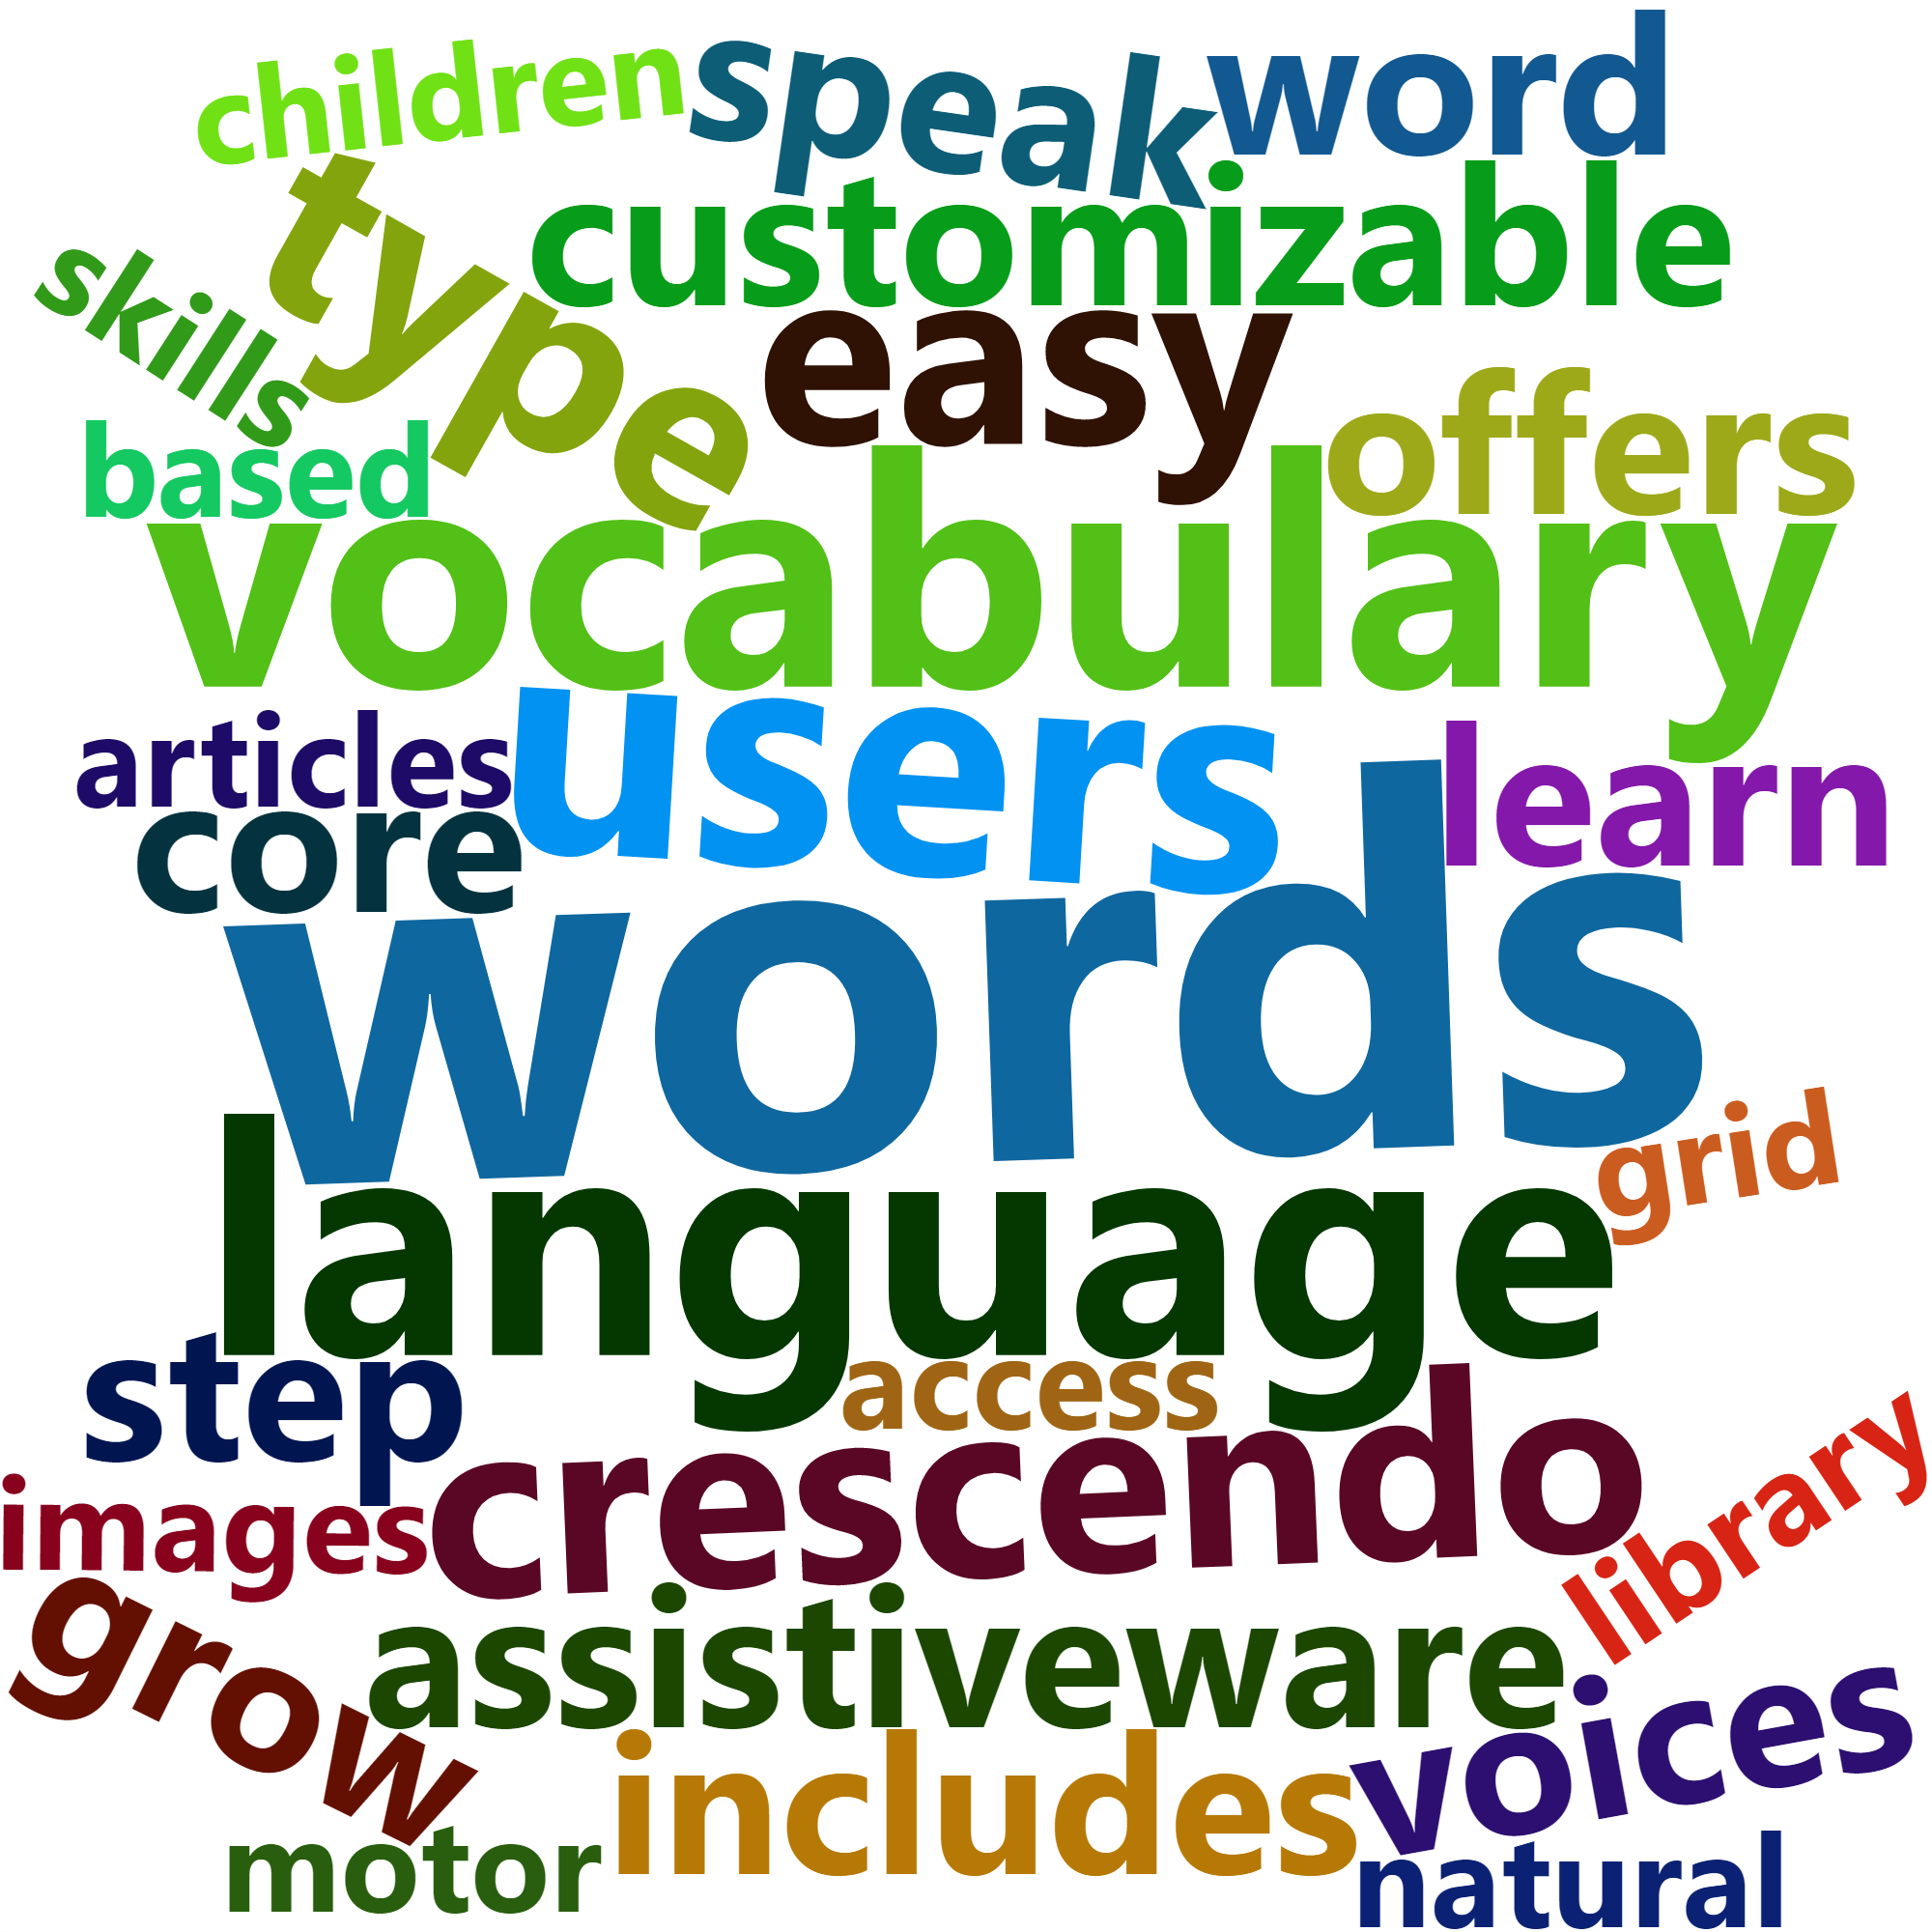 children speak word
customizable
type
skills
easy
offers
based
vocabulary
users
articles
learn
core
words
grid
language
step
access
crescendo
images
library
assistiveware
grow
voices
includes
motor
natural